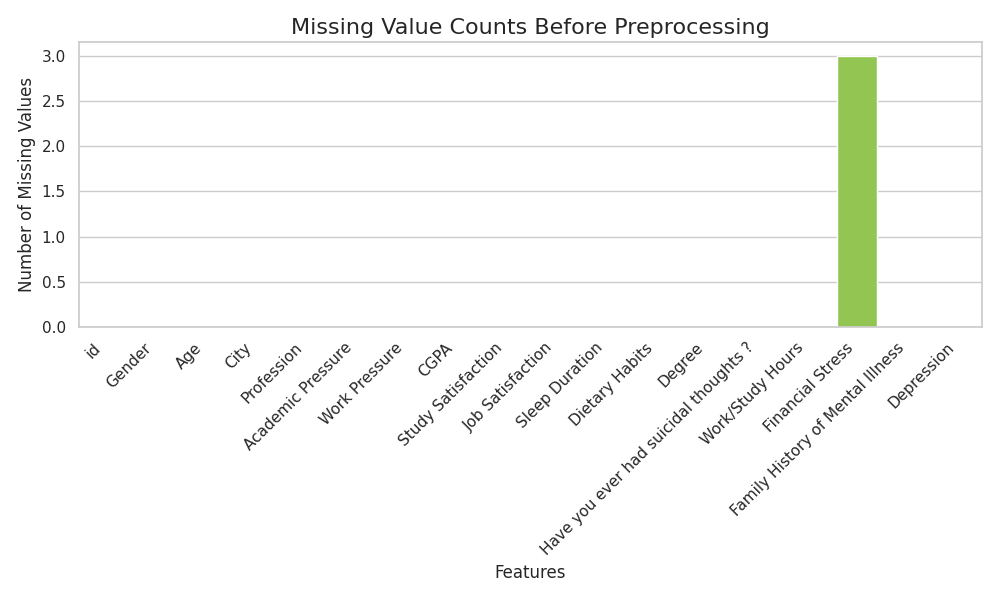 Missing Value Counts Before Preprocessing
Number of Missing Values
3.0
2.5
2.0
1.5
1.0
0.5
0.0
id
Gender
Age
City
Profession
Academic Pressure
Work Pressure
CGPA
Study Satisfaction
Job Satisfaction
Sleep Duration
Dietary Habits
Degree
Have you ever had suicidal thoughts ?
Work/Study Hours
Financial Stress
Family History of Mental Illness
Depression
Features